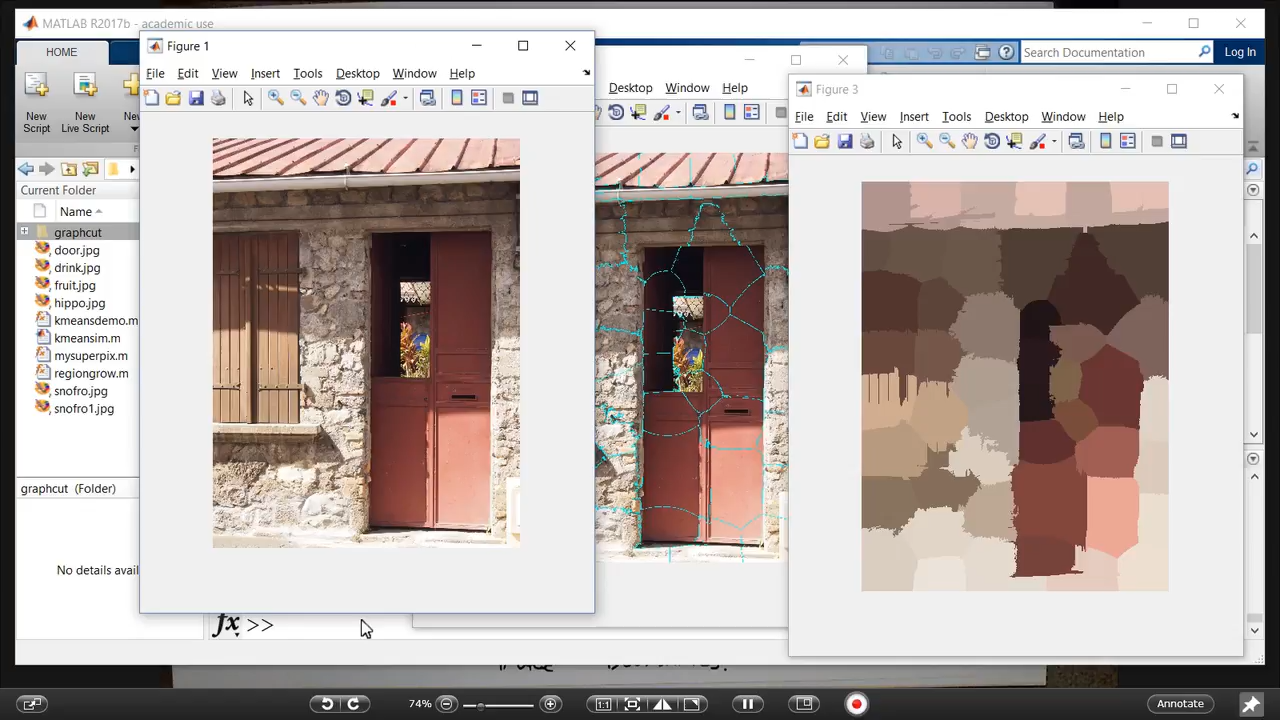 MATLAB R2017b - academic use
HOME
Search Documentation
Log In
New Script
New Live Script
Current Folder
Name
graphcut
door.jpg
drink.jpg
fruit.jpg
hippo.jpg
kmeansdemo.m
kmeansim.m
mysuperpix.m
regiongrow.m
snofro.jpg
snofro1.jpg
graphcut (Folder)
No details avail
fx >>
Figure 1
File Edit View Insert Tools Desktop Window Help
Desktop Window Help
Figure 3
File Edit View Insert Tools Desktop Window Help
74%
1:1
Annotate